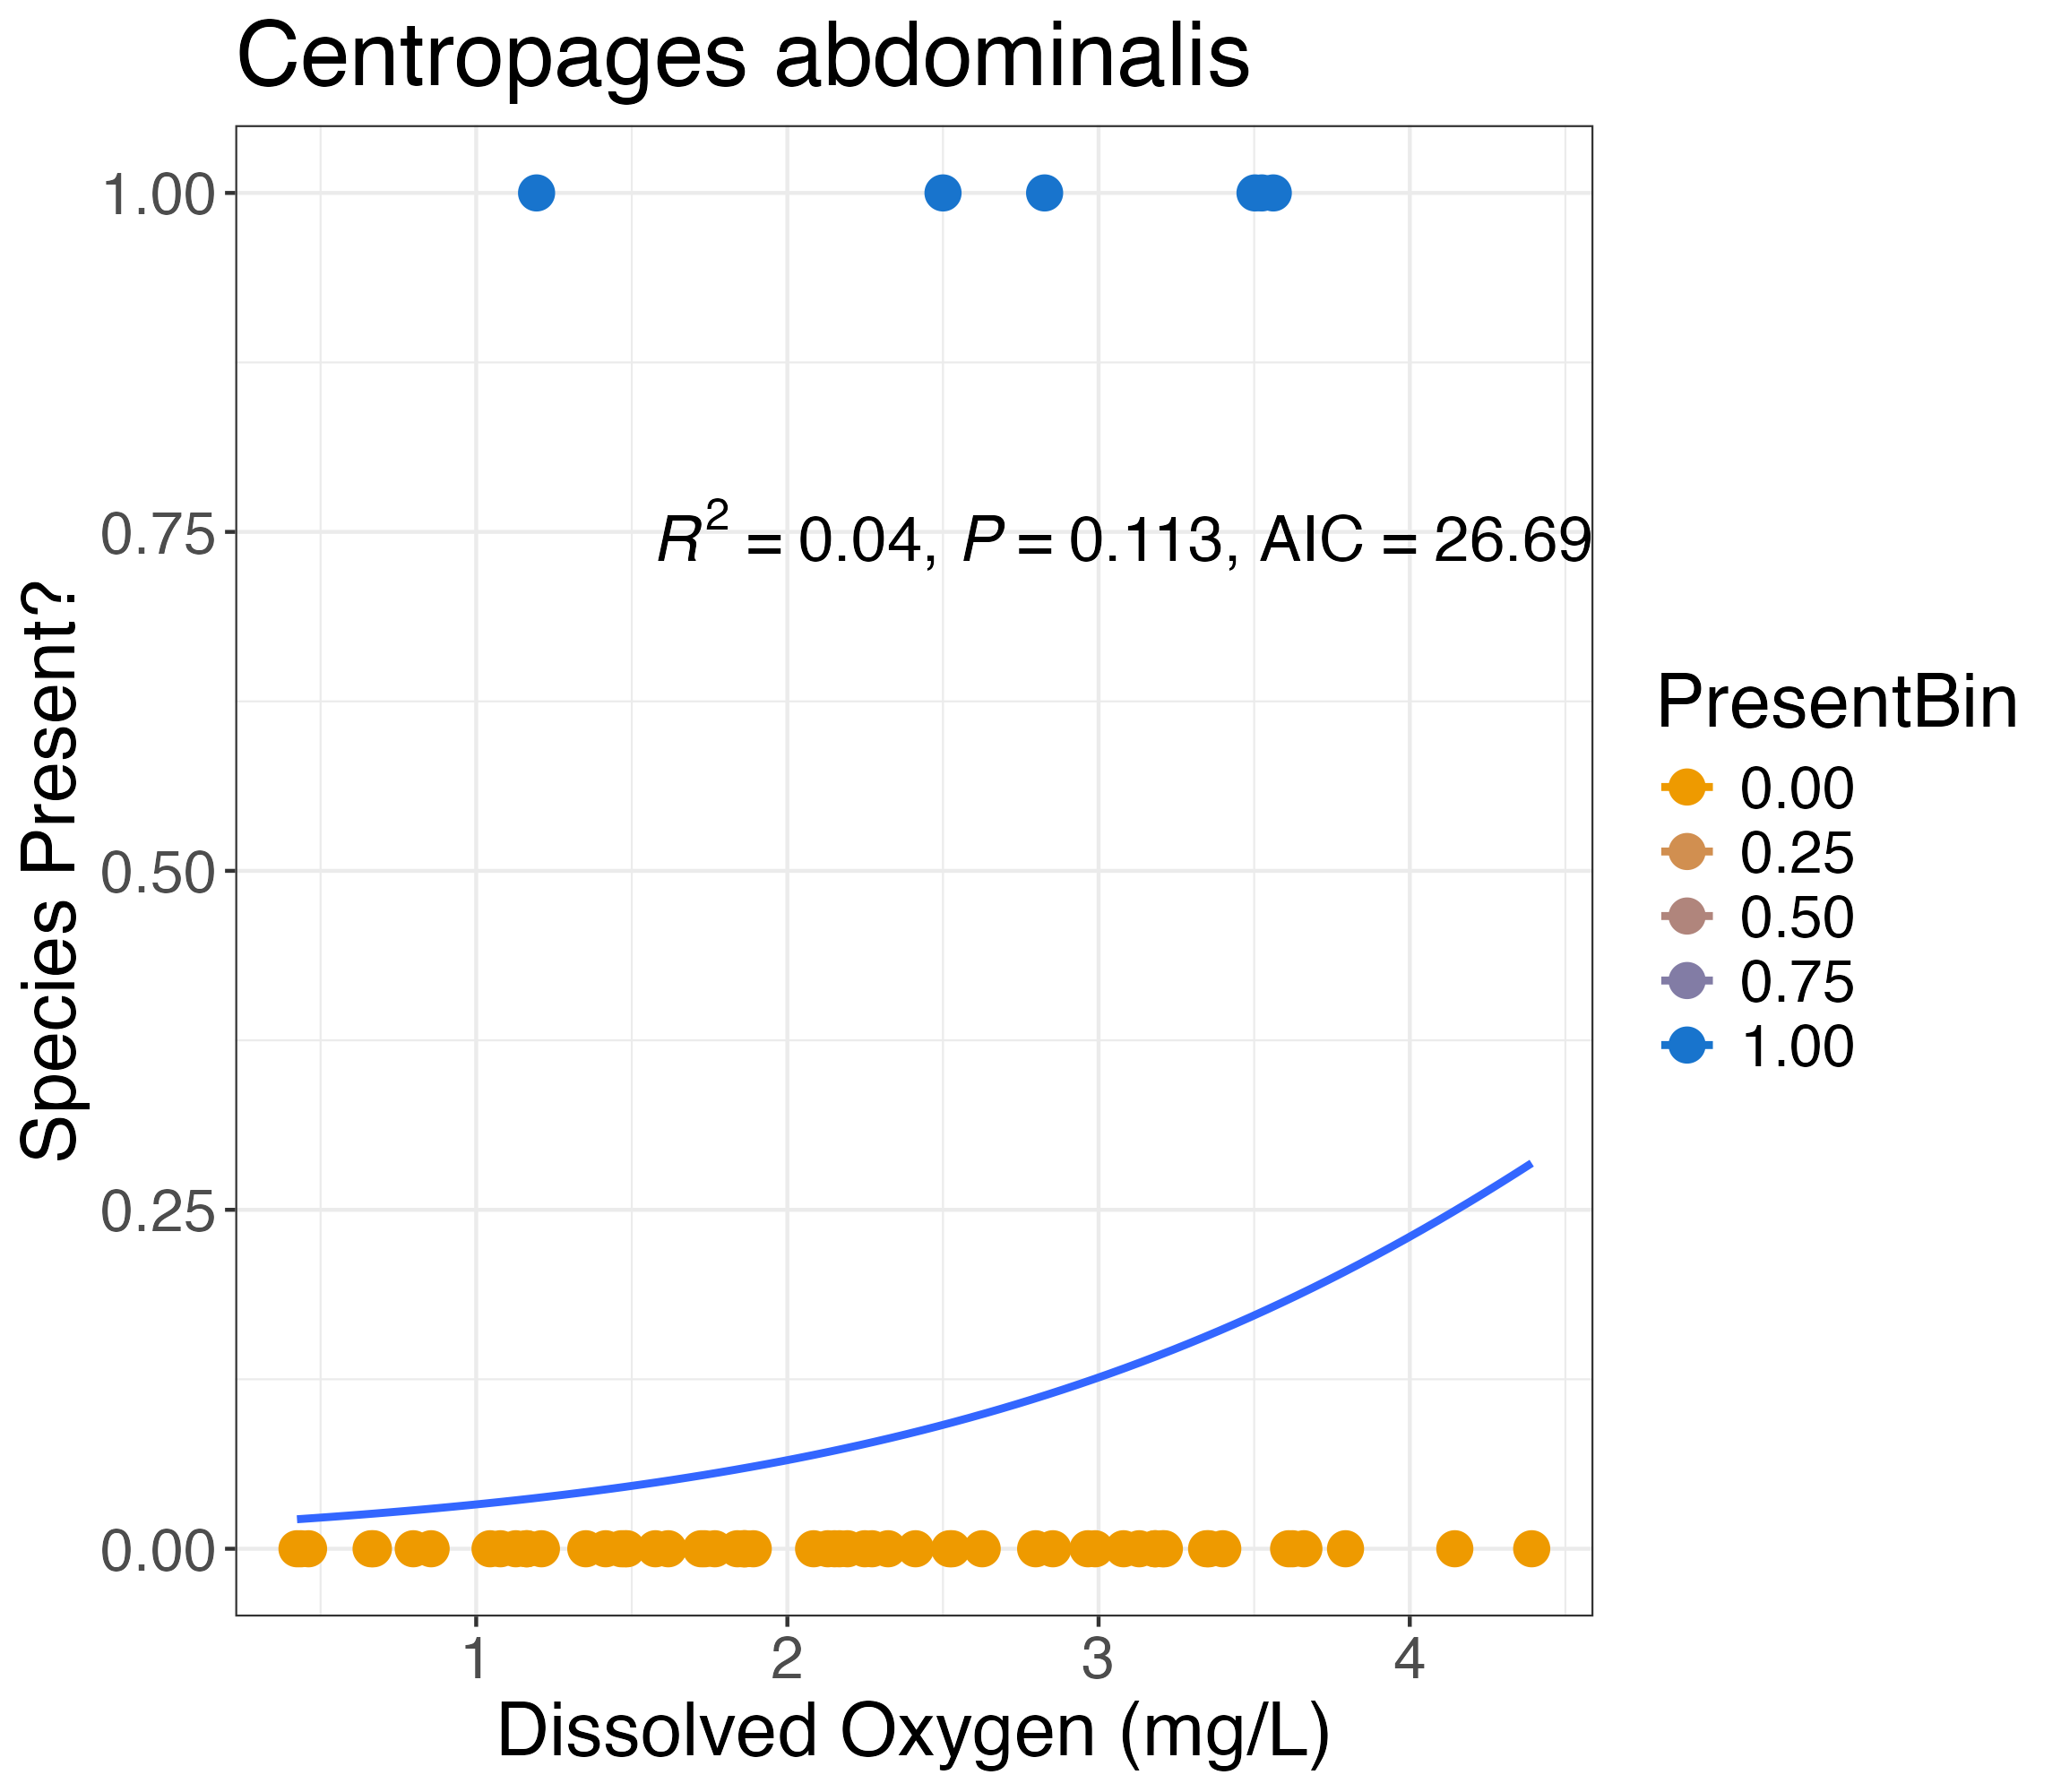 Centropages abdominalis
1.00
0.75
0.50
0.25
0.00
Species Present?
R² = 0.04, P = 0.113, AIC = 26.69
1 2 3 4
Dissolved Oxygen (mg/L)
PresentBin
0.00
0.25
0.50
0.75
1.00